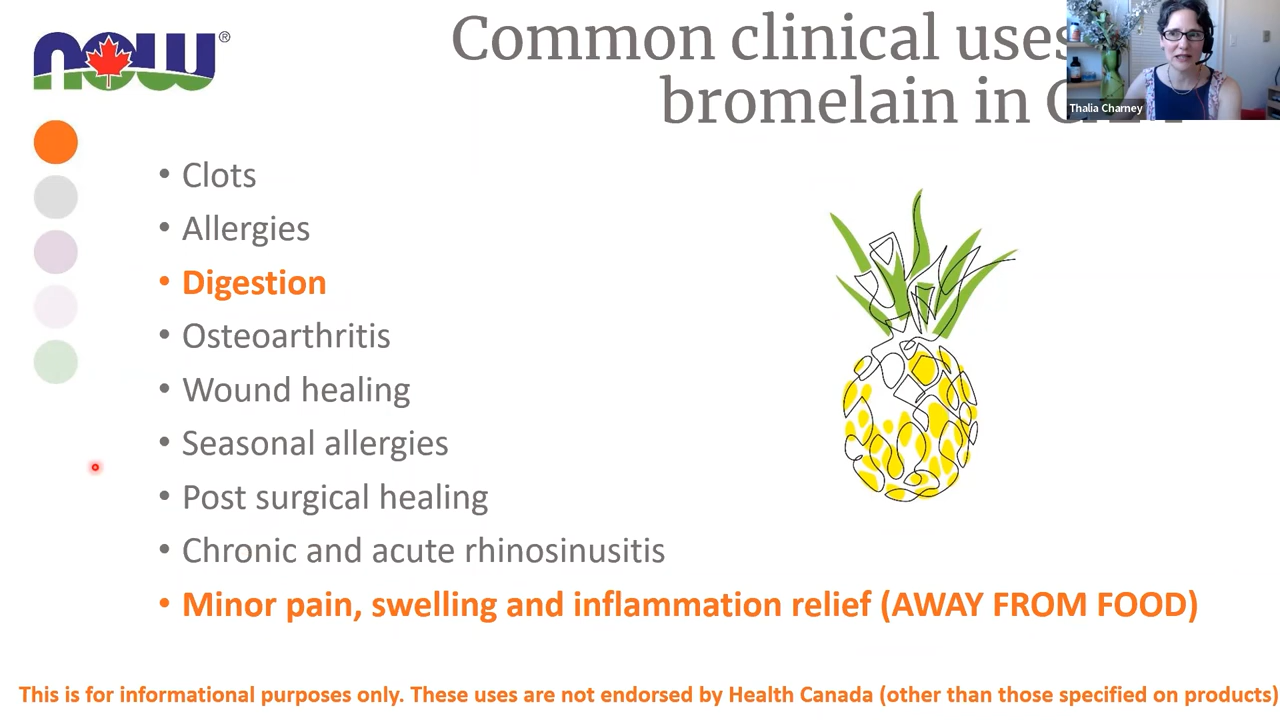 now®
Common clinical uses
bromelain in
Thalia Charney
• Clots
• Allergies
• Digestion
• Osteoarthritis
• Wound healing
• Seasonal allergies
• Post surgical healing
• Chronic and acute rhinosinusitis
• Minor pain, swelling and inflammation relief (AWAY FROM FOOD)
This is for informational purposes only. These uses are not endorsed by Health Canada (other than those specified on products)